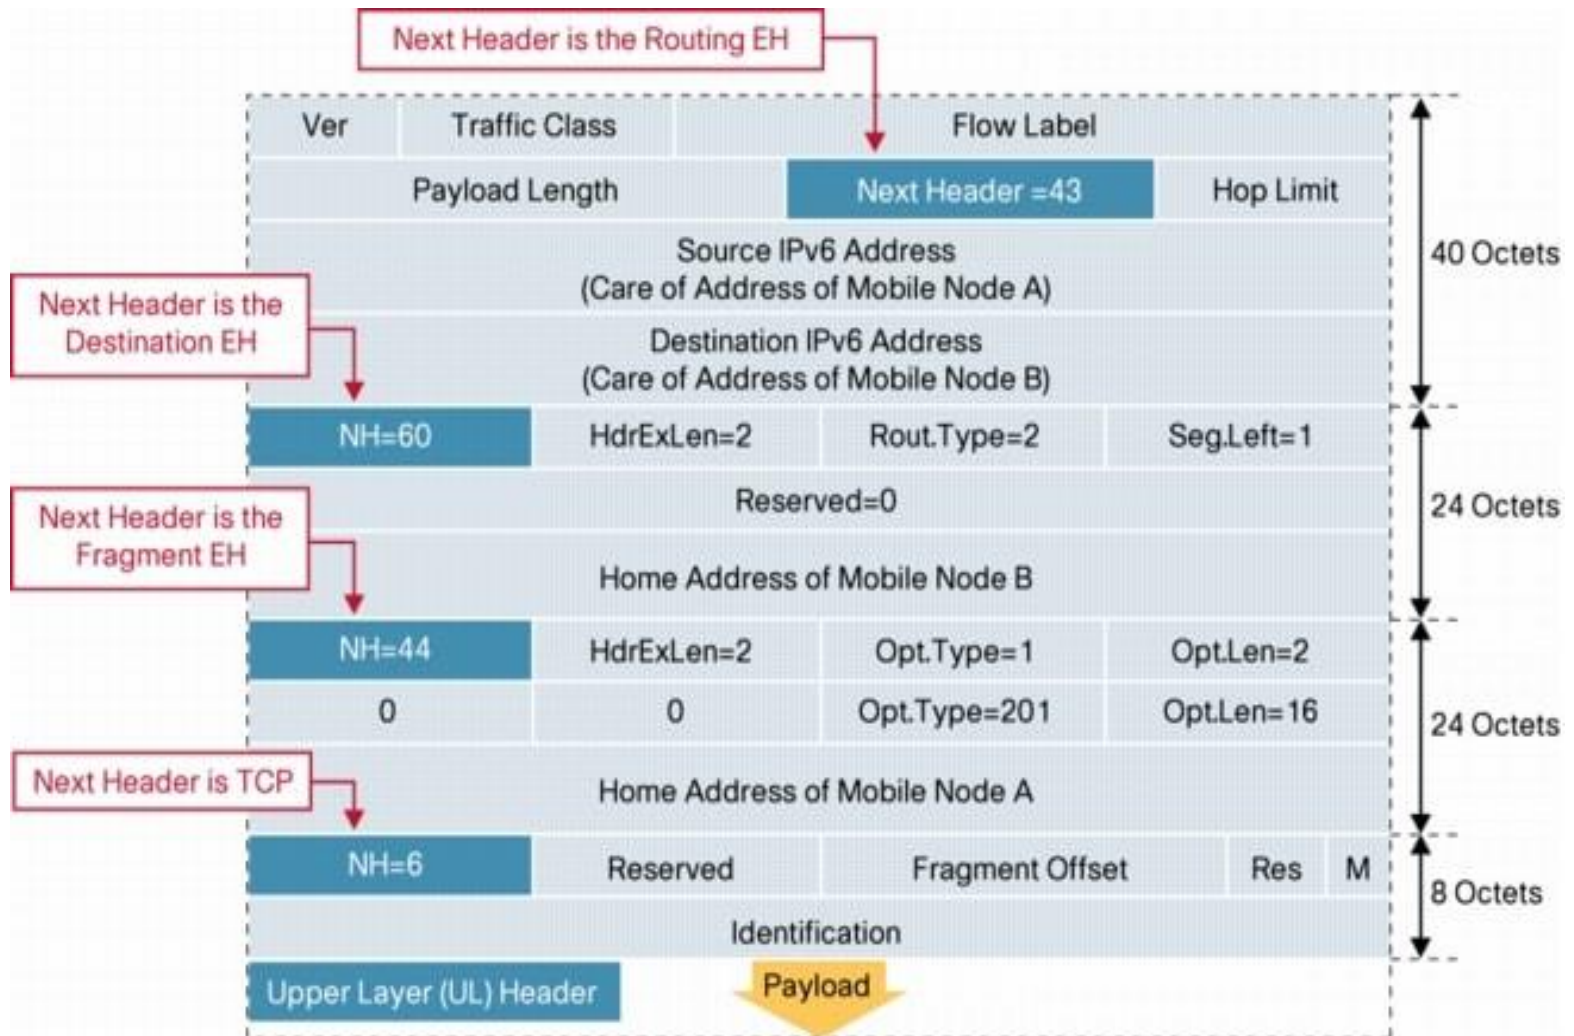 Next Header is the Routing EH
Ver Traffic Class Flow Label
Payload Length Next Header =43 Hop Limit
Source IPv6 Address
(Care of Address of Mobile Node A)
40 Octets
Next Header is the
Destination EH
Destination IPv6 Address
(Care of Address of Mobile Node B)
NH=60 HdrExLen=2 Rout.Type=2 Seg.Left=1
Reserved=0
24 Octets
Next Header is the
Fragment EH
Home Address of Mobile Node B
NH=44 HdrExLen=2 Opt.Type=1 Opt.Len=2
0 0 Opt.Type=201 Opt.Len=16
24 Octets
Next Header is TCP
Home Address of Mobile Node A
NH=6 Reserved Fragment Offset Res M
8 Octets
Identification
Upper Layer (UL) Header
Payload